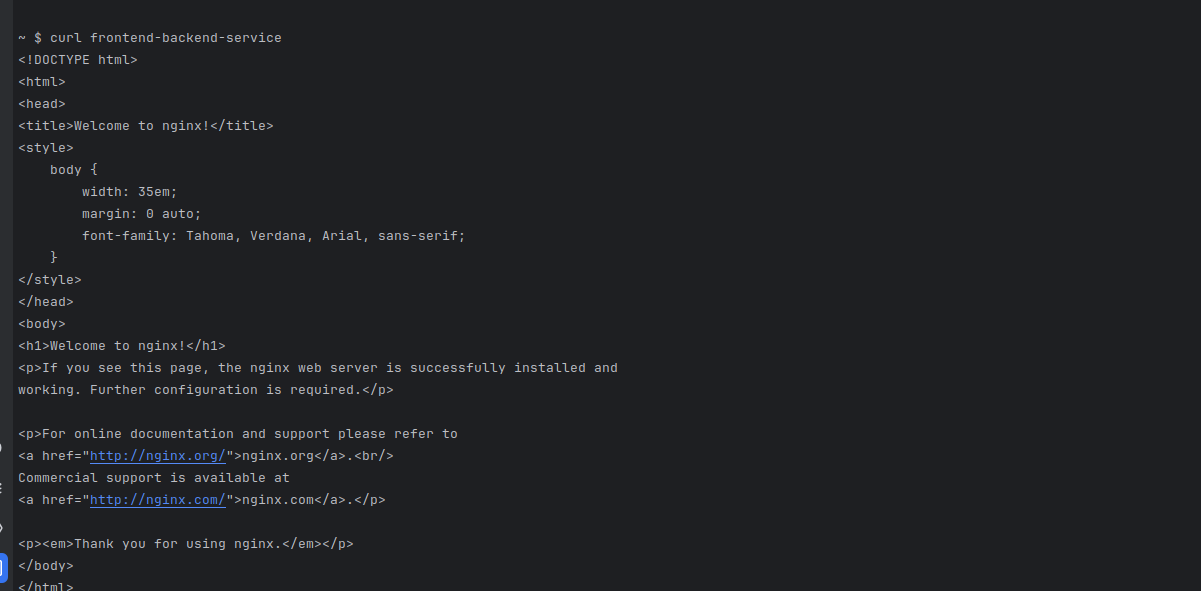 ~ $ curl frontend-backend-service
<!DOCTYPE html>
<html>
<head>
<title>Welcome to nginx!</title>
<style>
    body {
        width: 35em;
        margin: 0 auto;
        font-family: Tahoma, Verdana, Arial, sans-serif;
    }
</style>
</head>
<body>
<h1>Welcome to nginx!</h1>
<p>If you see this page, the nginx web server is successfully installed and
working. Further configuration is required.</p>

<p>For online documentation and support please refer to
<a href="http://nginx.org/">nginx.org</a>.<br/>
Commercial support is available at
<a href="http://nginx.com/">nginx.com</a>.</p>

<p><em>Thank you for using nginx.</em></p>
</body>
</html>